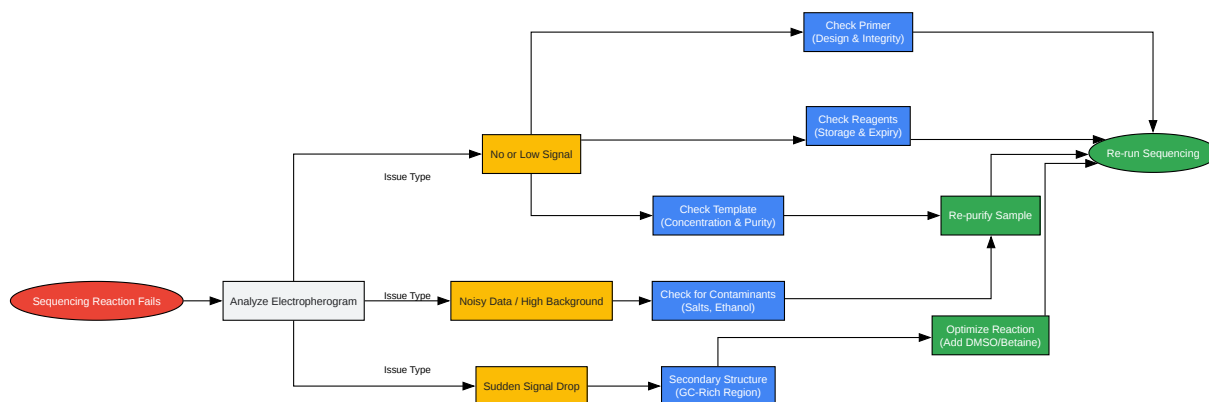 Check Primer
(Design & Integrity)
Check Reagents
(Storage & Expiry)
No or Low Signal
Re-run Sequencing
Issue Type
Check Template
(Concentration & Purity)
Re-purify Sample
Sequencing Reaction Fails
Analyze Electropherogram
Issue Type
Noisy Data / High Background
Check for Contaminants
(Salts, Ethanol)
Optimize Reaction
(Add DMSO/Betaine)
Issue Type
Sudden Signal Drop
Secondary Structure
(GC-Rich Region)